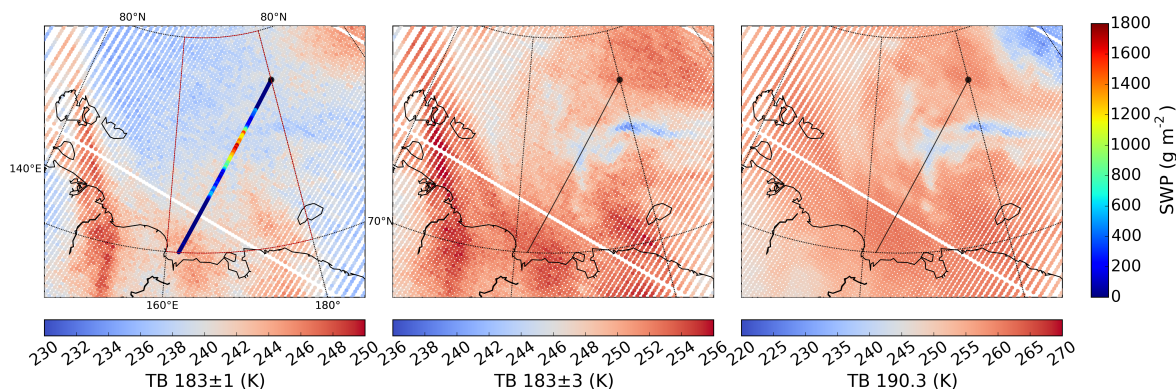 80°N 80°N
140°E
70°N
160°E 180°
230 232 234 236 238 240 242 244 246 248 250
TB 183±1 (K)
236 238 240 242 244 246 248 250 252 254 256
TB 183±3 (K)
220 225 230 235 240 245 250 255 260 265 270
TB 190.3 (K)
1800
1600
1400
1200
1000
800
600
400
200
0
SWP (g m⁻²)